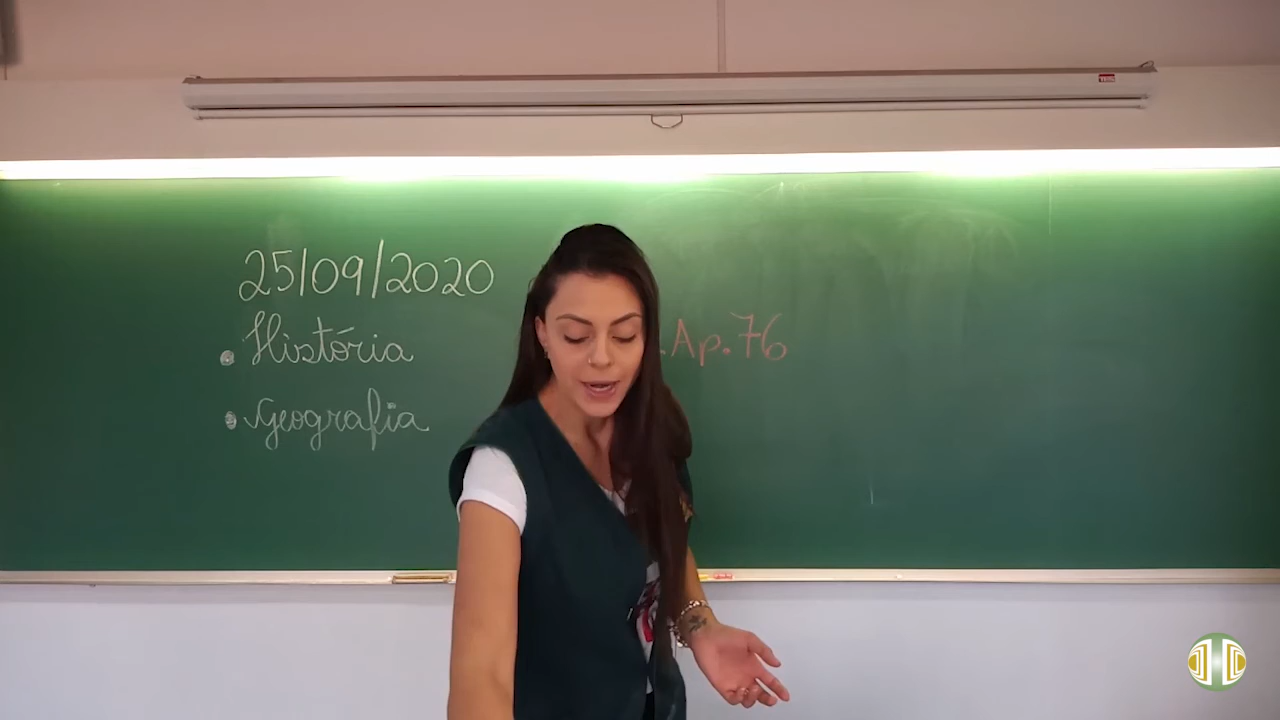 25/09/2020
• História
.Ap.76
• Geografia